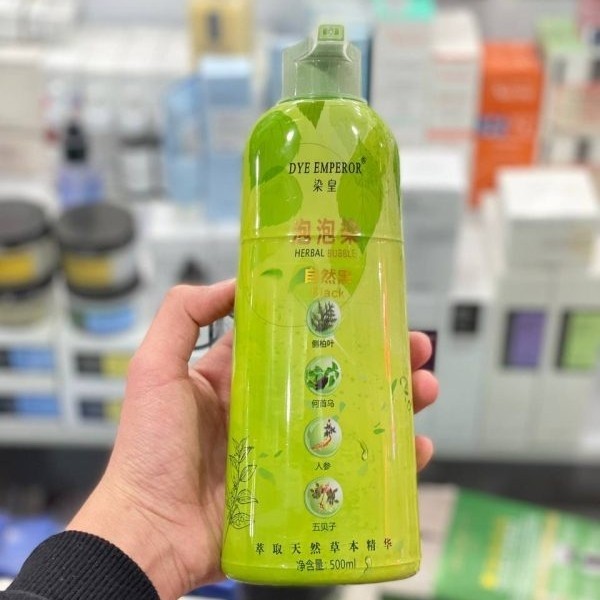 DYE EMPEROR®
染皇
泡泡染
HERBAL BUBBLE
自然黑
Black
侧柏叶
何首乌
人参
五贝子
萃取天然草本精华
净含量: 500ml